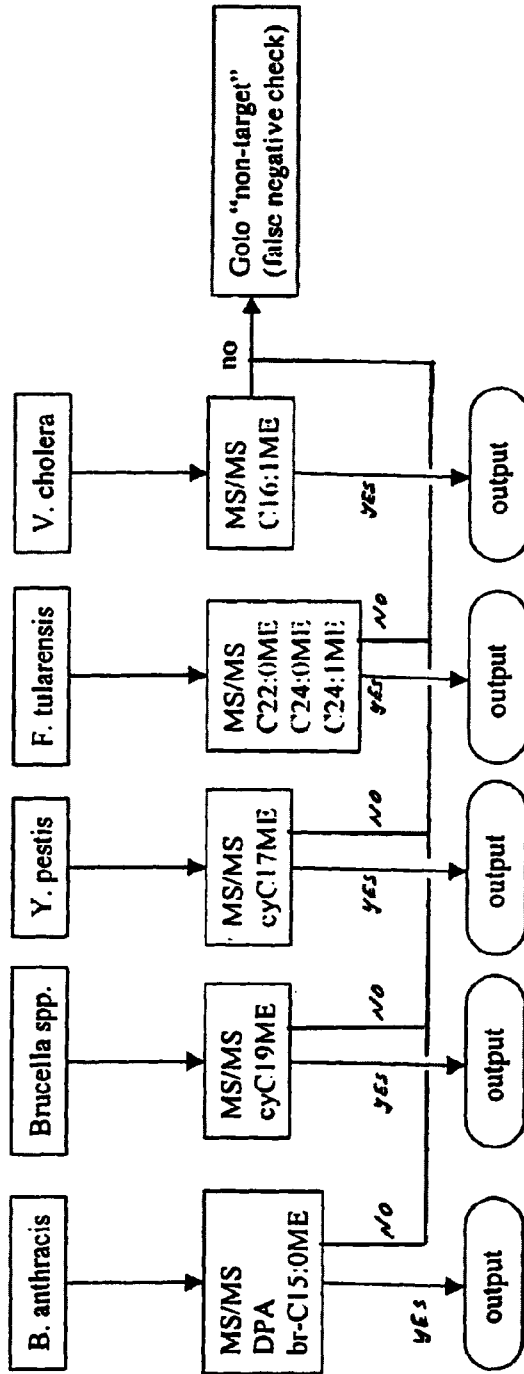 B. anthracis
Brucella spp.
Y. pestis
F. tularensis
V. cholera
MS/MS
DPA
br-C15:0ME
MS/MS
cyC19ME
MS/MS
cyC17ME
MS/MS
C22:0ME
C24:0ME
C24:1ME
MS/MS
C16:1ME
no
Goto "non-target"
(false negative check)
YES
NO
YES
NO
YES
NO
YES
NO
YES
output
output
output
output
output